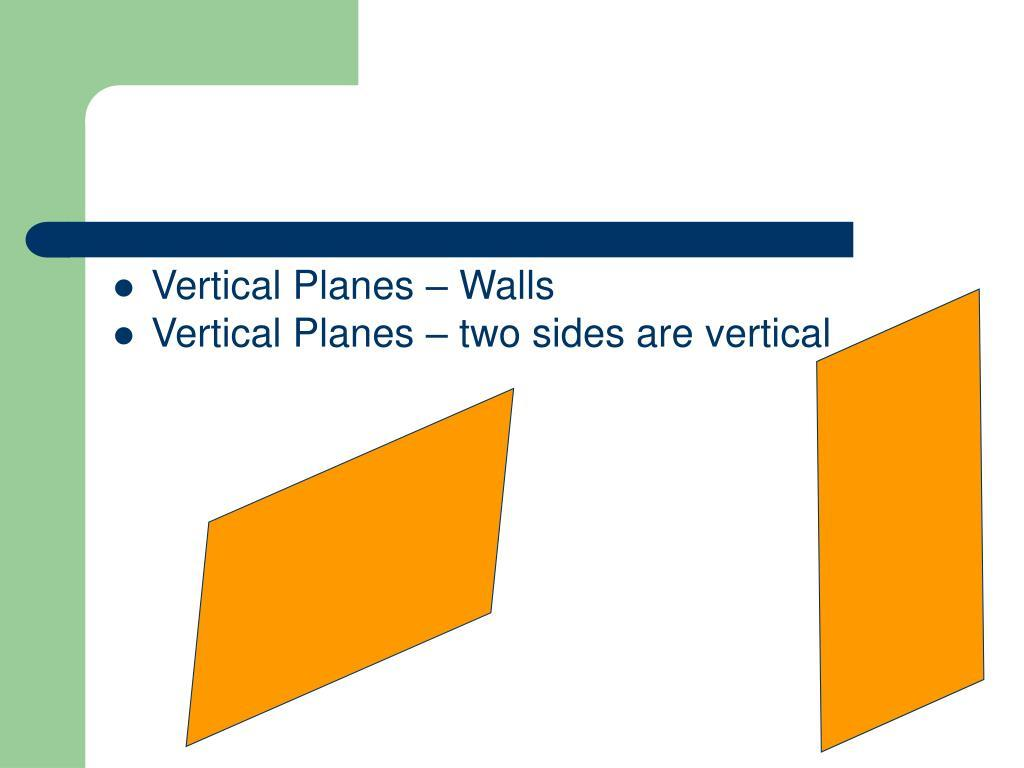 Vertical Planes – Walls
Vertical Planes – two sides are vertical